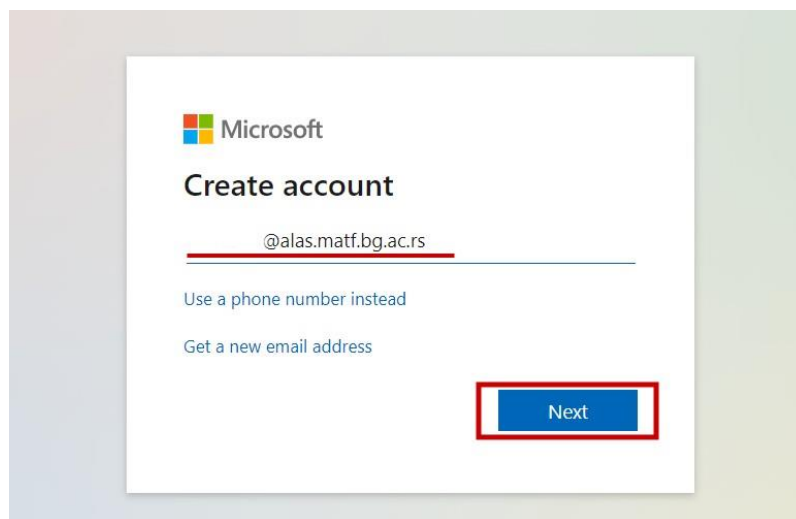 Microsoft
Create account
@alas.matf.bg.ac.rs
Use a phone number instead
Get a new email address
Next